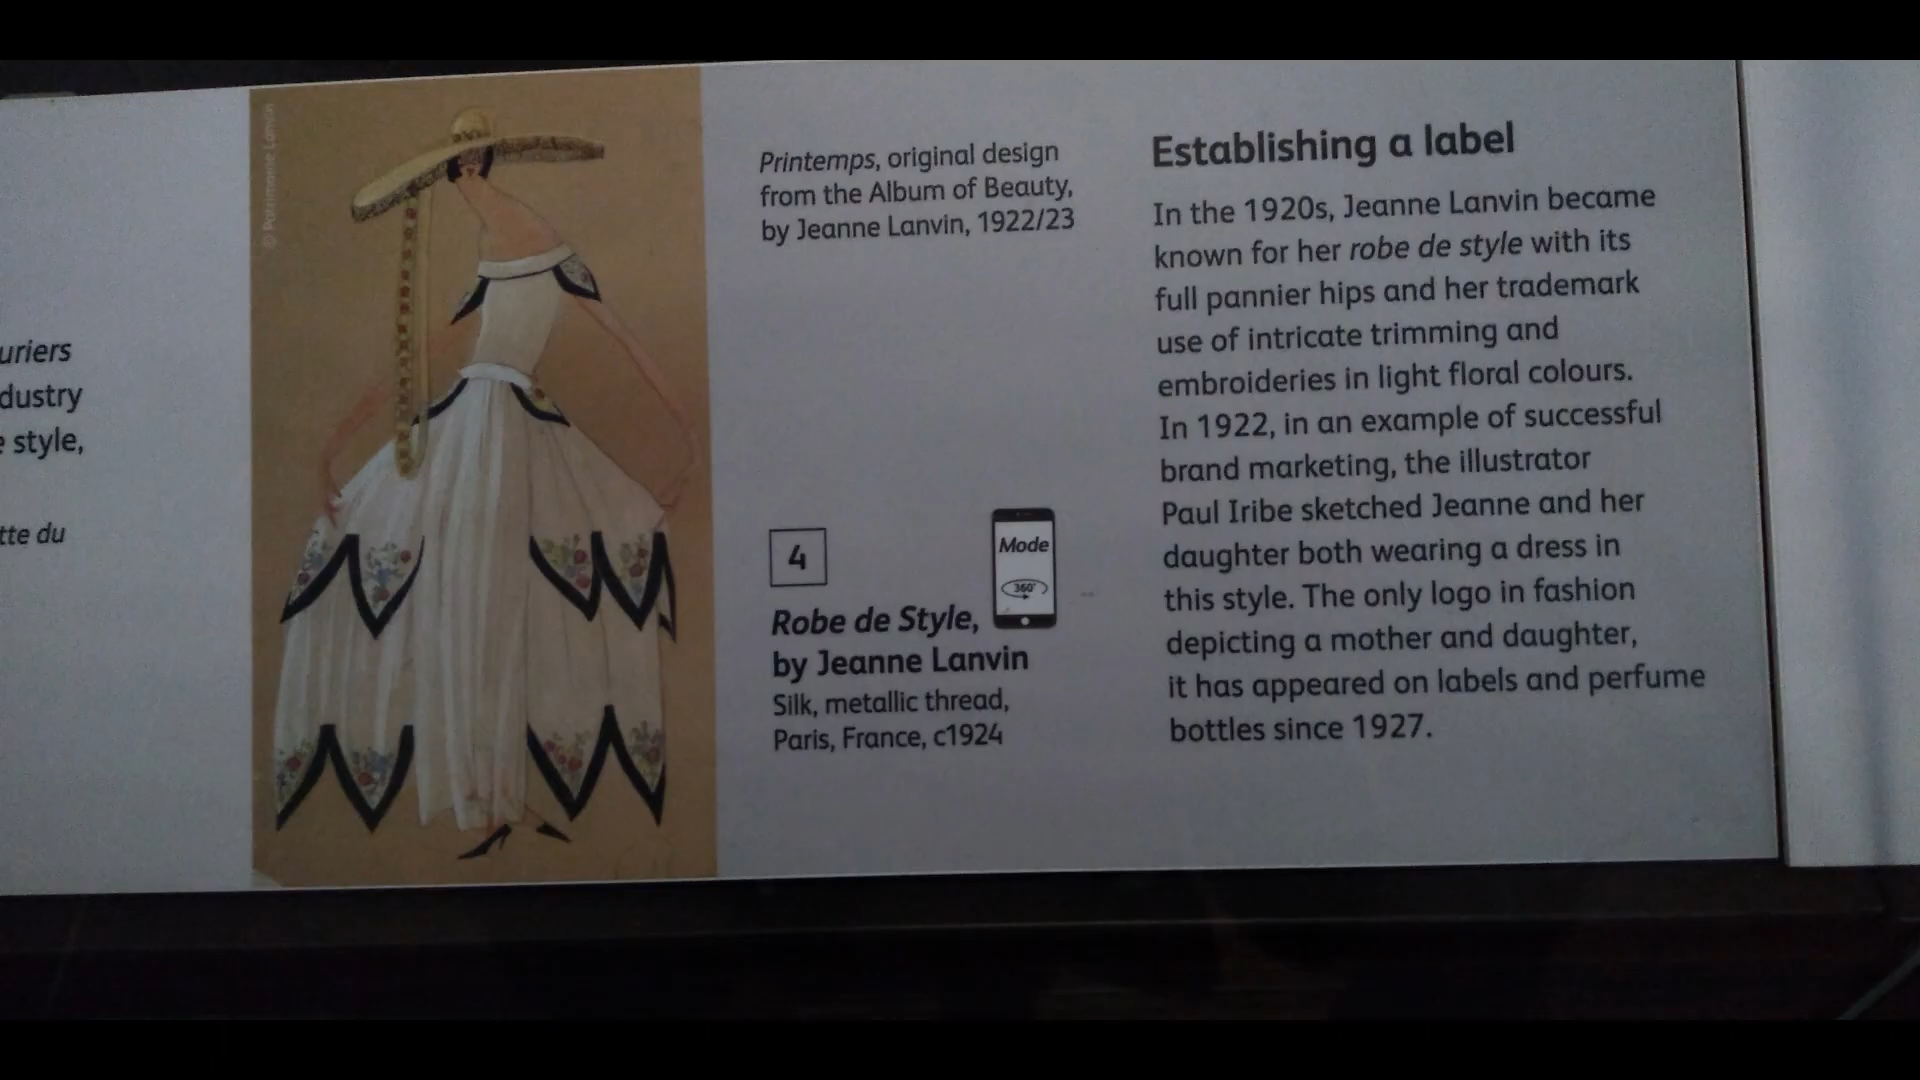 uriers
dustry
style,
tte du
© Patrimoine Lanvin
Printemps, original design
from the Album of Beauty,
by Jeanne Lanvin, 1922/23
4
Mode
360°
Robe de Style,
by Jeanne Lanvin
Silk, metallic thread,
Paris, France, c1924
Establishing a label
In the 1920s, Jeanne Lanvin became
known for her robe de style with its
full pannier hips and her trademark
use of intricate trimming and
embroideries in light floral colours.
In 1922, in an example of successful
brand marketing, the illustrator
Paul Iribe sketched Jeanne and her
daughter both wearing a dress in
this style. The only logo in fashion
depicting a mother and daughter,
it has appeared on labels and perfume
bottles since 1927.